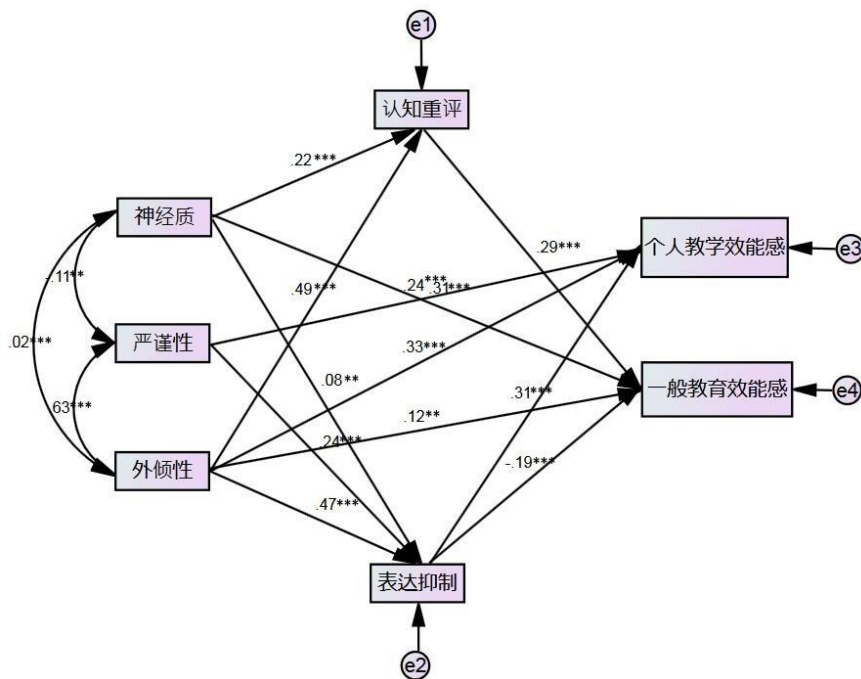 e1
认知重评
.22***
神经质
个人教学效能感
e3
.29***
-.11**
.24***
.31***
.49***
.02***
严谨性
.33***
.08**
一般教育效能感
e4
.31***
.63***
.12**
.24***
外倾性
-.19***
.47***
表达抑制
e2